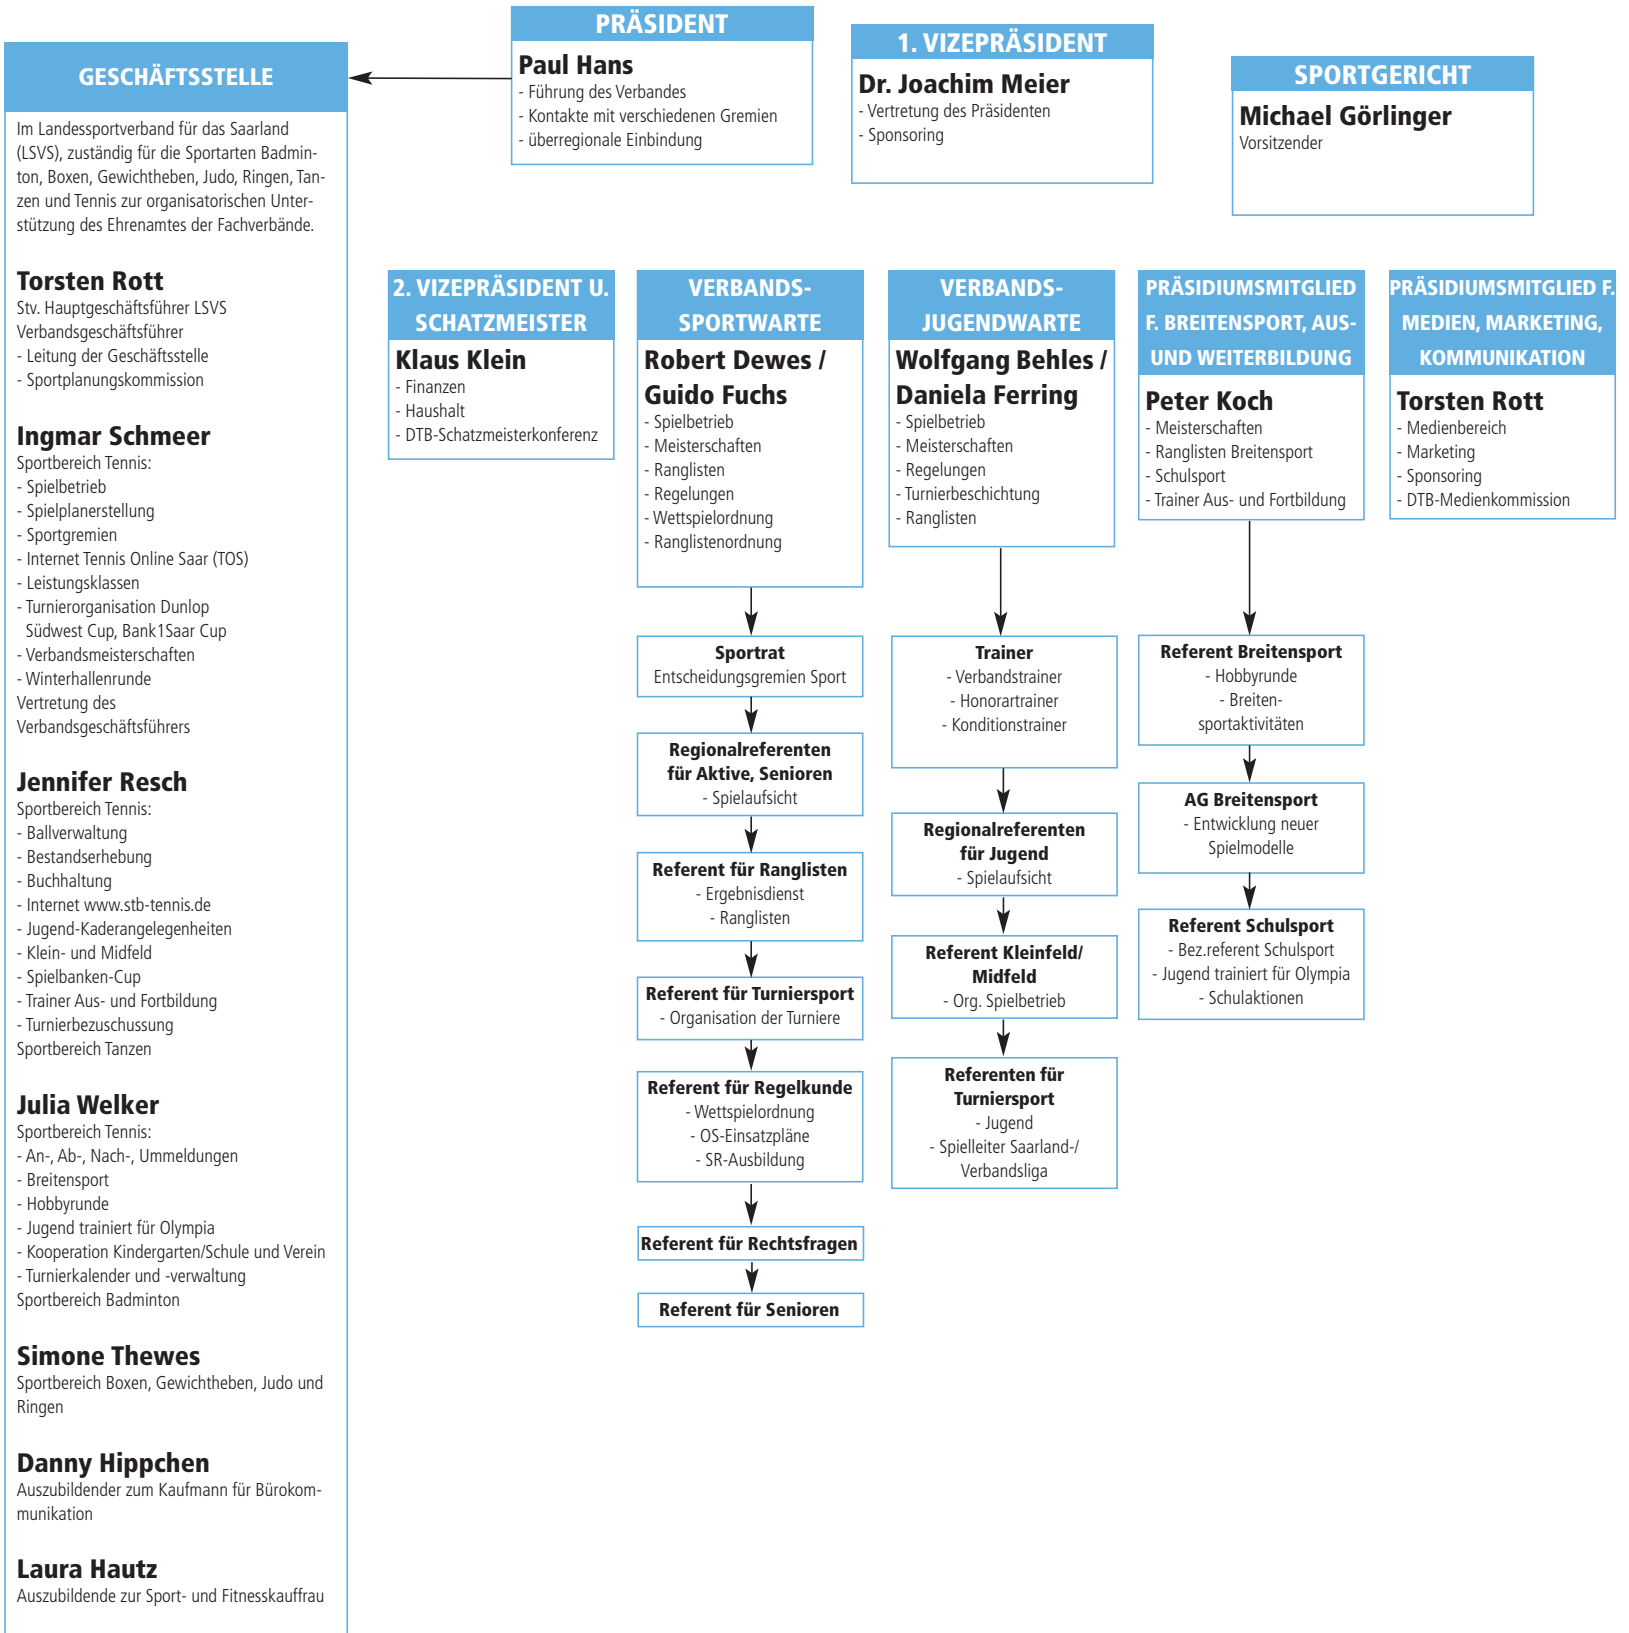 GESCHÄFTSSTELLE
Im Landessportverband für das Saarland
(LSVS), zuständig für die Sportarten Badmin-
ton, Boxen, Gewichtheben, Judo, Ringen, Tan-
zen und Tennis zur organisatorischen Unter-
stützung des Ehrenamtes der Fachverbände.
Torsten Rott
Stv. Hauptgeschäftsführer LSVS
Verbandsgeschäftsführer
- Leitung der Geschäftsstelle
- Sportplanungskommission
Ingmar Schmeer
Sportbereich Tennis:
- Spielbetrieb
- Spielplanerstellung
- Sportgremien
- Internet Tennis Online Saar (TOS)
- Leistungsklassen
- Turnierorganisation Dunlop
Südwest Cup, Bank1Saar Cup
- Verbandsmeisterschaften
- Winterhallenrunde
Vertretung des
Verbandsgeschäftsführers
Jennifer Resch
Sportbereich Tennis:
- Ballverwaltung
- Bestandserhebung
- Buchhaltung
- Internet www.stb-tennis.de
- Jugend-Kaderangelegenheiten
- Klein- und Midfeld
- Spielbanken-Cup
- Trainer Aus- und Fortbildung
- Turnierbezuschussung
Sportbereich Tanzen
Julia Welker
Sportbereich Tennis:
- An-, Ab-, Nach-, Ummeldungen
- Breitensport
- Hobbyrunde
- Jugend trainiert für Olympia
- Kooperation Kindergarten/Schule und Verein
- Turnierkalender und -verwaltung
Sportbereich Badminton
Simone Thewes
Sportbereich Boxen, Gewichtheben, Judo und
Ringen
Danny Hippchen
Auszubildender zum Kaufmann für Bürokom-
munikation
Laura Hautz
Auszubildende zur Sport- und Fitnesskauffrau
PRÄSIDENT
Paul Hans
- Führung des Verbandes
- Kontakte mit verschiedenen Gremien
- überregionale Einbindung
1. VIZEPRÄSIDENT
Dr. Joachim Meier
- Vertretung des Präsidenten
- Sponsoring
SPORTGERICHT
Michael Görlinger
Vorsitzender
2. VIZEPRÄSIDENT U.
SCHATZMEISTER
Klaus Klein
- Finanzen
- Haushalt
- DTB-Schatzmeisterkonferenz
VERBANDS-
SPORTWARTE
Robert Dewes /
Guido Fuchs
- Spielbetrieb
- Meisterschaften
- Ranglisten
- Regelungen
- Wettspielordnung
- Ranglistenordnung
Sportrat
Entscheidungsgremien Sport
Regionalreferenten
für Aktive, Senioren
- Spielaufsicht
Referent für Ranglisten
- Ergebnisdienst
- Ranglisten
Referent für Turniersport
- Organisation der Turniere
Referent für Regelkunde
- Wettspielordnung
- OS-Einsatzpläne
- SR-Ausbildung
Referent für Rechtsfragen
Referent für Senioren
VERBANDS-
JUGENDWARTE
Wolfgang Behles /
Daniela Ferring
- Spielbetrieb
- Meisterschaften
- Regelungen
- Turnierbeschichtung
- Ranglisten
Trainer
- Verbandstrainer
- Honorartrainer
- Konditionstrainer
Regionalreferenten
für Jugend
- Spielaufsicht
Referent Kleinfeld/
Midfeld
- Org. Spielbetrieb
Referenten für
Turniersport
- Jugend
- Spielleiter Saarland-/
Verbandsliga
PRÄSIDIUMSMITGLIED
F. BREITENSPORT, AUS-
UND WEITERBILDUNG
Peter Koch
- Meisterschaften
- Ranglisten Breitensport
- Schulsport
- Trainer Aus- und Fortbildung
Referent Breitensport
- Hobbyrunde
- Breiten-
sportaktivitäten
AG Breitensport
- Entwicklung neuer
Spielmodelle
Referent Schulsport
- Bez.referent Schulsport
- Jugend trainiert für Olympia
- Schulaktionen
PRÄSIDIUMSMITGLIED F.
MEDIEN, MARKETING,
KOMMUNIKATION
Torsten Rott
- Medienbereich
- Marketing
- Sponsoring
- DTB-Medienkommission